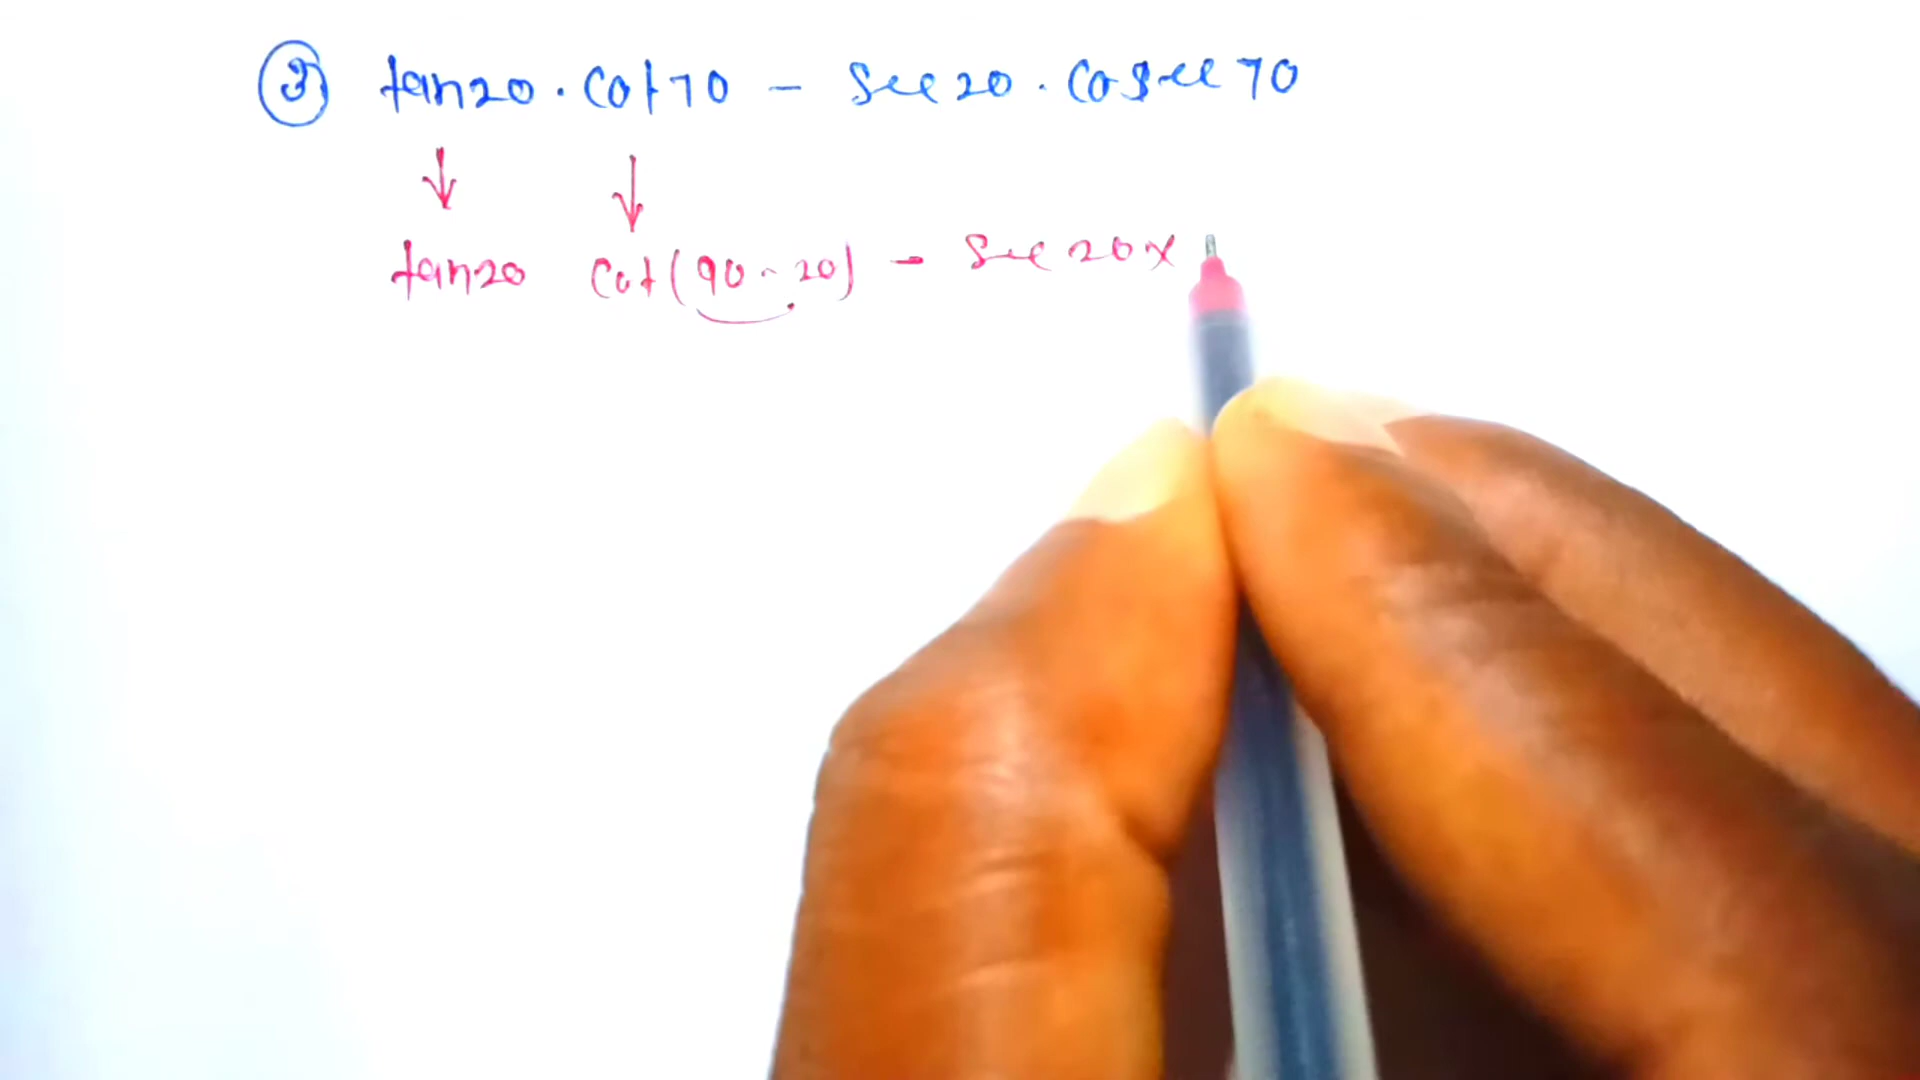 3 tan20 . Cot70 - Sec20 . Cosec70
tan20 Cot(90-20) - Sec20×